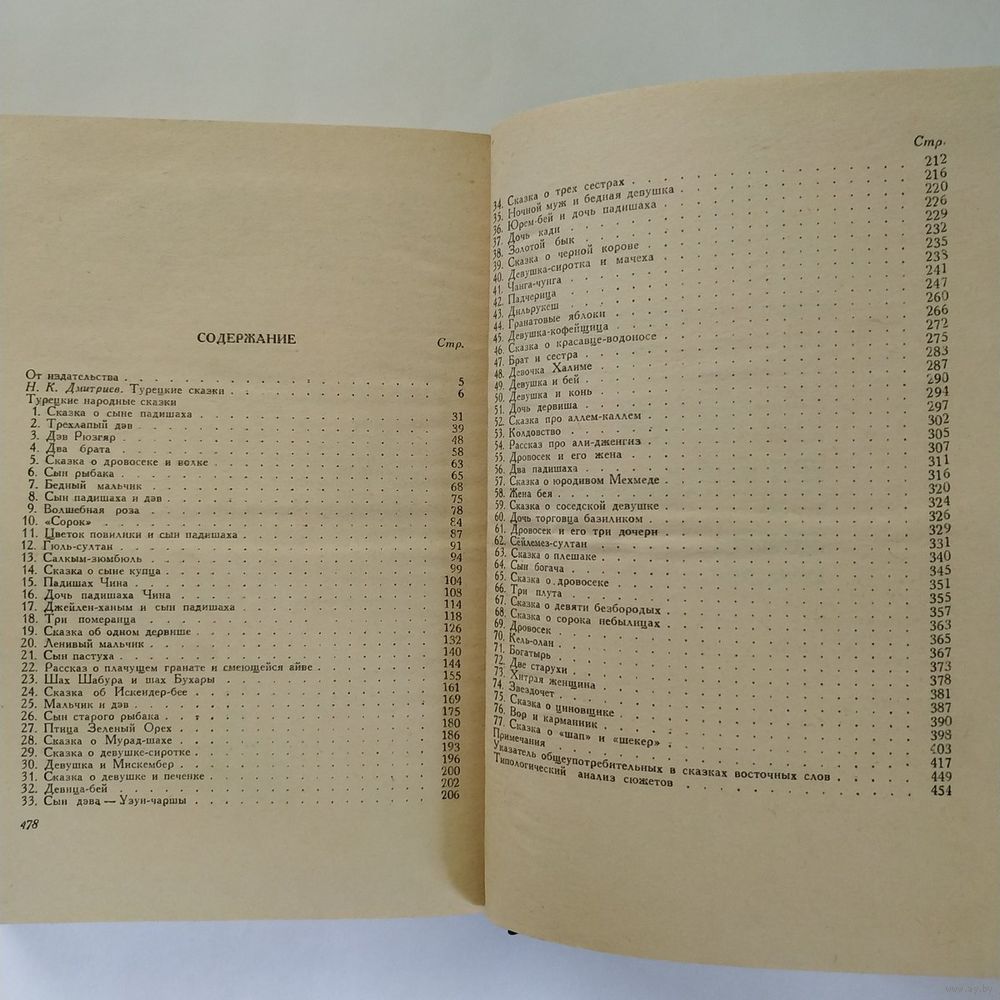 СОДЕРЖАНИЕ
Стр.
От издательства . . . 5
Н. К. Дмитриев. Турецкие сказки . . . 6
Турецкие народные сказки
1. Сказка о сыне падишаха . . . 31
2. Трехлапый дэв . . . 39
3. Дэв Рюзгяр . . . 48
4. Два брата . . . 58
5. Сказка о дровосеке и волке . . . 63
6. Сын рыбака . . . 65
7. Бедный мальчик . . . 68
8. Сын падишаха и дэв . . . 75
9. Волшебная роза . . . 78
10. «Сорок» . . . 84
11. Цветок повилики и сын падишаха . . . 87
12. Гюль-султан . . . 91
13. Салкым-зюмбюль . . . 94
14. Сказка о сыне купца . . . 99
15. Падишах Чина . . . 104
16. Дочь падишаха Чина . . . 108
17. Джейлен-ханым и сын падишаха . . . 114
18. Три померанца . . . 118
19. Сказка об одном дервише . . . 126
20. Ленивый мальчик . . . 132
21. Сын пастуха . . . 140
22. Рассказ о плачущем гранате и смеющейся айве . . . 144
23. Шах Шабура и шах Бухары . . . 155
24. Сказка об Искендер-бее . . . 161
25. Мальчик и дэв . . . 169
26. Сын старого рыбака . . . 175
27. Птица Зеленый Орех . . . 180
28. Сказка о Мурад-шахе . . . 186
29. Сказка о девушке-сиротке . . . 193
30. Девушка и Мискембер . . . 196
31. Сказка о девушке и печенке . . . 200
32. Девица-бей . . . 202
33. Сын дэва — Узун-чаршы . . . 206
478
Стр.
34. Сказка о трех сестрах . . . 212
35. Ночной муж и бедная девушка . . . 216
36. Юрем-бей и дочь падишаха . . . 220
37. Дочь кади . . . 226
38. Золотой бык . . . 229
39. Сказка о черной корове . . . 232
40. Девушка-сиротка и мачеха . . . 235
41. Чанга-чунга . . . 238
42. Падчерица . . . 241
43. Дильрукеш . . . 247
44. Гранатовые яблоки . . . 260
45. Девушка-кофейщица . . . 266
46. Сказка о красавце-водоносе . . . 272
47. Брат и сестра . . . 275
48. Девочка Халиме . . . 283
49. Девушка и бей . . . 287
50. Девушка и конь . . . 290
51. Дочь дервиша . . . 294
52. Сказка про аллем-каллем . . . 297
53. Колдовство . . . 302
54. Рассказ про али-дженгиз . . . 305
55. Дровосек и его жена . . . 307
56. Два падишаха . . . 311
57. Сказка о юродивом Мехмеде . . . 316
58. Жена бея . . . 320
59. Сказка о соседской девушке . . . 324
60. Дочь торговца базиликом . . . 326
61. Дровосек и его три дочери . . . 329
62. Сейлемез-султан . . . 331
63. Сказка о плешаке . . . 340
64. Сын богача . . . 345
65. Сказка о дровосеке . . . 351
66. Три плута . . . 355
67. Сказка о девяти безбородых . . . 357
68. Сказка о сорока небылицах . . . 363
69. Дровосек . . . 365
70. Кель-олан . . . 367
71. Богатырь . . . 373
72. Две старухи . . . 378
73. Хитрая женщина . . . 381
74. Звездочет . . . 387
75. Сказка о циновщике . . . 390
76. Вор и карманник . . . 398
77. Сказка о «шап» и «шекер» . . . 403
Примечания . . . 417
Указатель общеупотребительных в сказках восточных слов . . . 449
Типологический анализ сюжетов . . . 454
www.ay.by